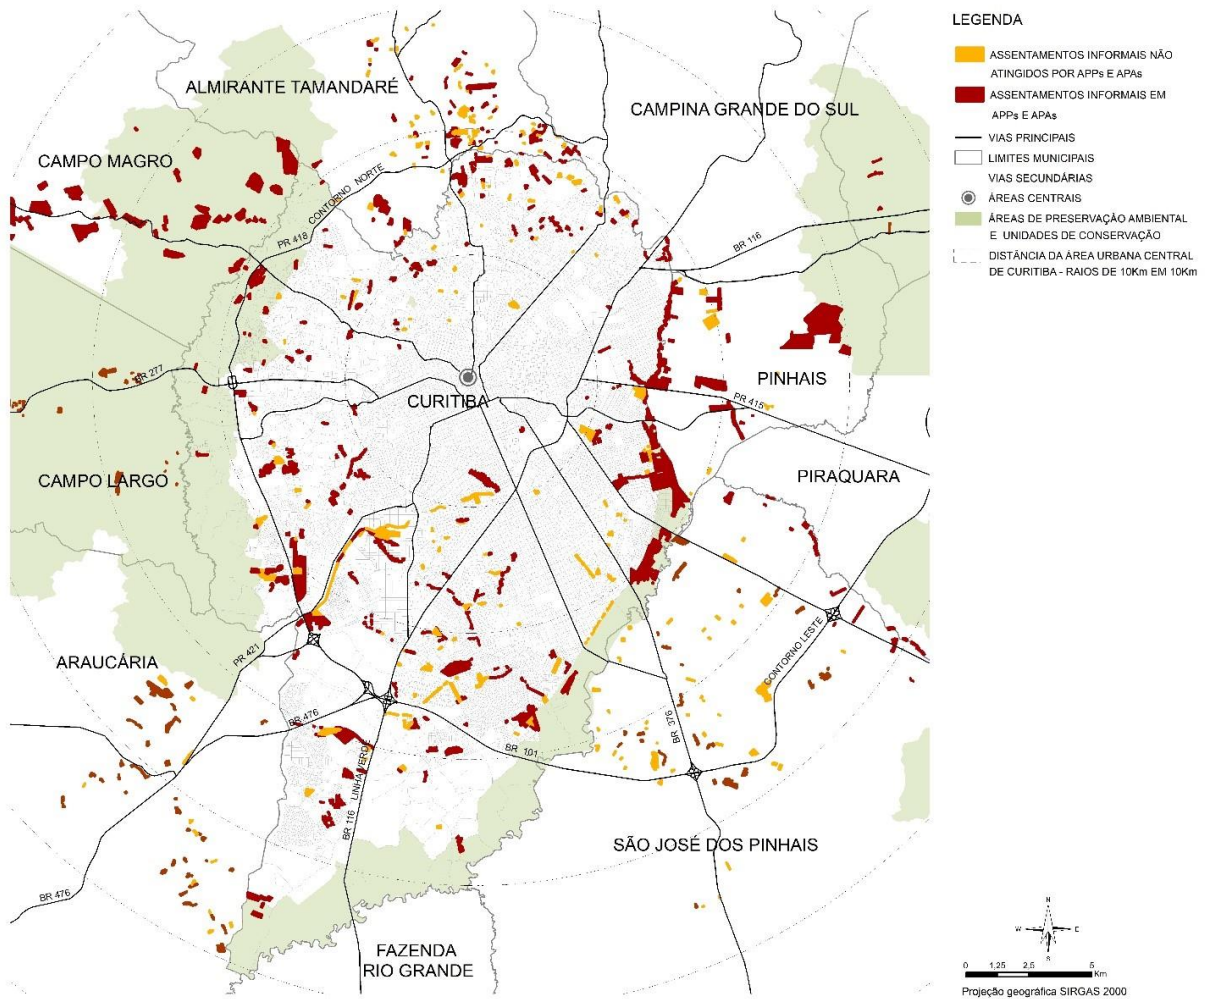 LEGENDA
ASSENTAMENTOS INFORMAIS NÃO
ATINGIDOS POR APPs E APAs
ASSENTAMENTOS INFORMAIS EM
APPs E APAs
VIAS PRINCIPAIS
LIMITES MUNICIPAIS
VIAS SECUNDÁRIAS
ÁREAS CENTRAIS
ÁREAS DE PRESERVAÇÃO AMBIENTAL
E UNIDADES DE CONSERVAÇÃO
DISTÂNCIA DA ÁREA URBANA CENTRAL
DE CURITIBA - RAIOS DE 10Km EM 10Km
ALMIRANTE TAMANDARÉ
CAMPINA GRANDE DO SUL
CAMPO MAGRO
CONTORNO NORTE
PR 418
BR 116
BR 277
PINHAIS
CURITIBA
PR 415
CAMPO LARGO
PIRAQUARA
CONTORNO LESTE
ARAUCÁRIA
PR 421
BR 476
BR 376
BR 101
LINHA VERDE
BR 116
SÃO JOSÉ DOS PINHAIS
BR 476
FAZENDA
RIO GRANDE
N
W
E
S
0
1,25
2,5
5
Km
Projeção geográfica SIRGAS 2000